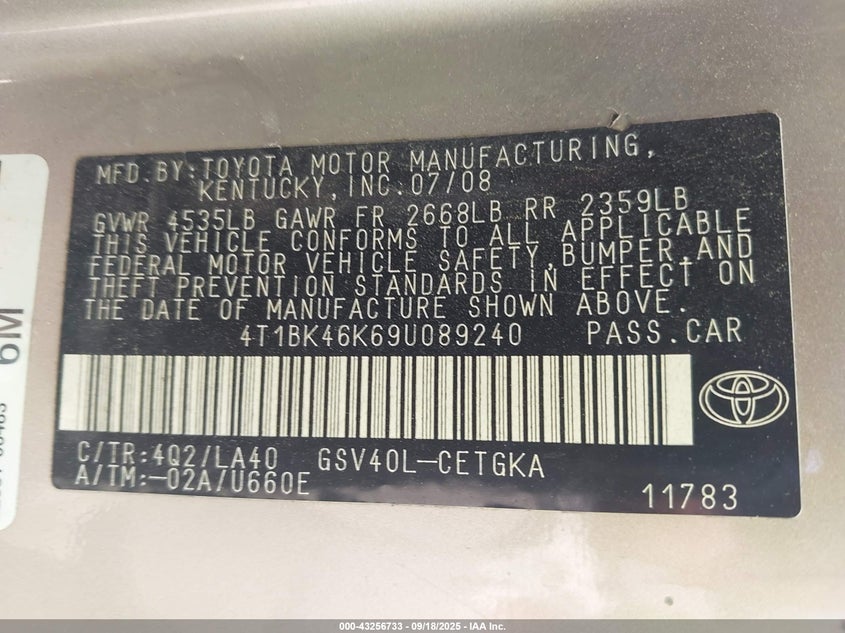 MFD.BY:TOYOTA MOTOR MANUFACTURING,
KENTUCKY,INC.07/08
GVWR 4535LB GAWR FR 2668LB RR 2359LB
THIS VEHICLE CONFORMS TO ALL APPLICABLE
FEDERAL MOTOR VEHICLE SAFETY,BUMPER,AND
THEFT PREVENTION STANDARDS IN EFFECT ON
THE DATE OF MANUFACTURE SHOWN ABOVE.
4T1BK46K69U089240 PASS.CAR
C/TR:4Q2/LA40 GSV40L-CETGKA
A/TM:-02A/U660E
11783
6M
000-43256733 - 09/18/2025 - IAA Inc.